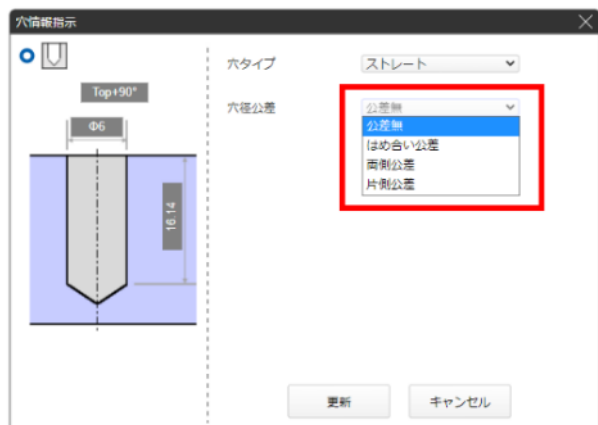 穴情報指示
Top+90°
Φ6
16.14
穴タイプ
ストレート
穴径公差
公差無
公差無
はめ合い公差
両側公差
片側公差
更新
キャンセル